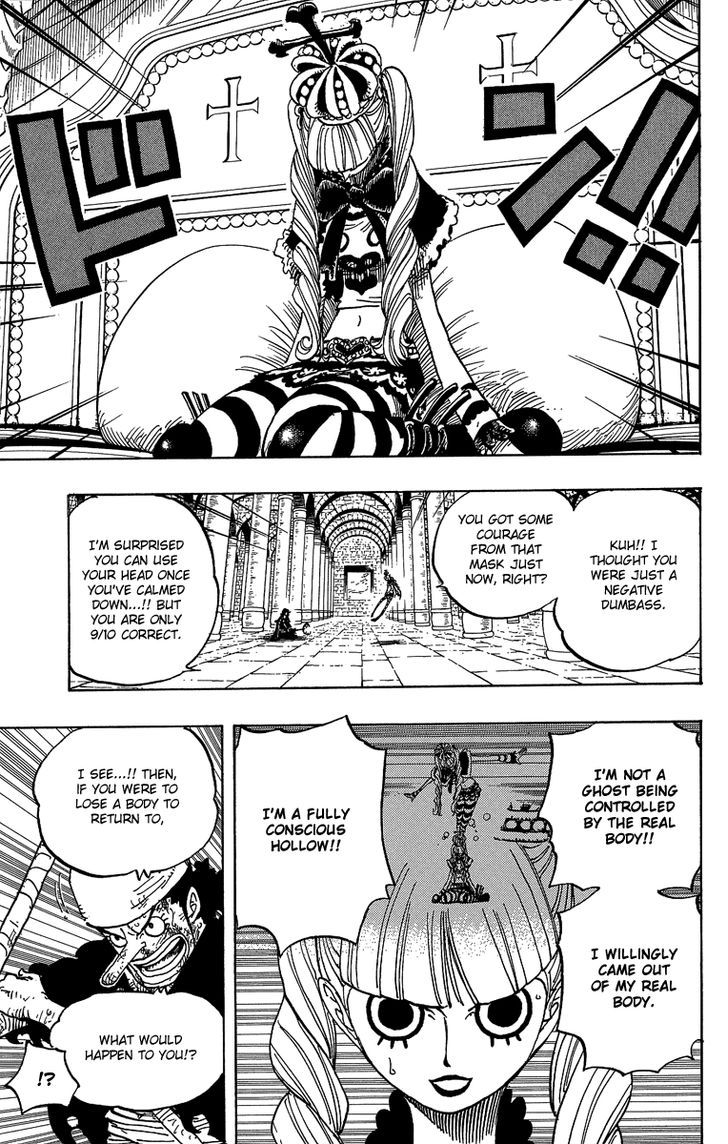 ドーン!!
KUH!! I
THOUGHT YOU
WERE JUST A
NEGATIVE
DUMBASS.
YOU GOT SOME
COURAGE
FROM THAT
MASK JUST
NOW, RIGHT?
I'M SURPRISED
YOU CAN USE
YOUR HEAD ONCE
YOU'VE CALMED
DOWN...!! BUT
YOU ARE ONLY
9/10 CORRECT.
I'M NOT A
GHOST BEING
CONTROLLED
BY THE REAL
BODY!!
I WILLINGLY
CAME OUT
OF MY REAL
BODY.
I'M A FULLY
CONSCIOUS
HOLLOW!!
I SEE...!! THEN,
IF YOU WERE TO
LOSE A BODY TO
RETURN TO,
WHAT WOULD
HAPPEN TO YOU!?
!?